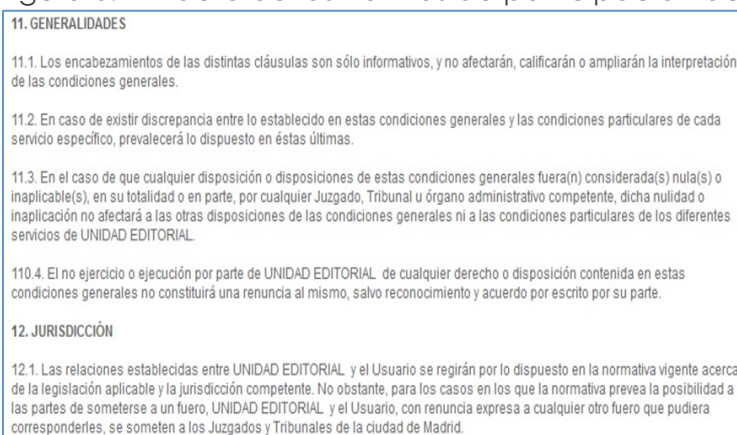 11. GENERALIDADES
11.1. Los encabezamientos de las distintas cláusulas son sólo informativos, y no afectarán, calificarán o ampliarán la interpretación
de las condiciones generales.
11.2. En caso de existir discrepancia entre lo establecido en estas condiciones generales y las condiciones particulares de cada
servicio específico, prevalecerá lo dispuesto en éstas últimas.
11.3. En el caso de que cualquier disposición o disposiciones de estas condiciones generales fuera(n) considerada(s) nula(s) o
inaplicable(s), en su totalidad o en parte, por cualquier Juzgado, Tribunal u órgano administrativo competente, dicha nulidad o
inaplicación no afectará a las otras disposiciones de las condiciones generales ni a las condiciones particulares de los diferentes
servicios de UNIDAD EDITORIAL.
110.4. El no ejercicio o ejecución por parte de UNIDAD EDITORIAL de cualquier derecho o disposición contenida en estas
condiciones generales no constituirá una renuncia al mismo, salvo reconocimiento y acuerdo por escrito por su parte.
12. JURISDICCIÓN
12.1. Las relaciones establecidas entre UNIDAD EDITORIAL y el Usuario se regirán por lo dispuesto en la normativa vigente acerca
de la legislación aplicable y la jurisdicción competente. No obstante, para los casos en los que la normativa prevea la posibilidad a
las partes de someterse a un fuero, UNIDAD EDITORIAL y el Usuario, con renuncia expresa a cualquier otro fuero que pudiera
corresponderles, se someten a los Juzgados y Tribunales de la ciudad de Madrid.